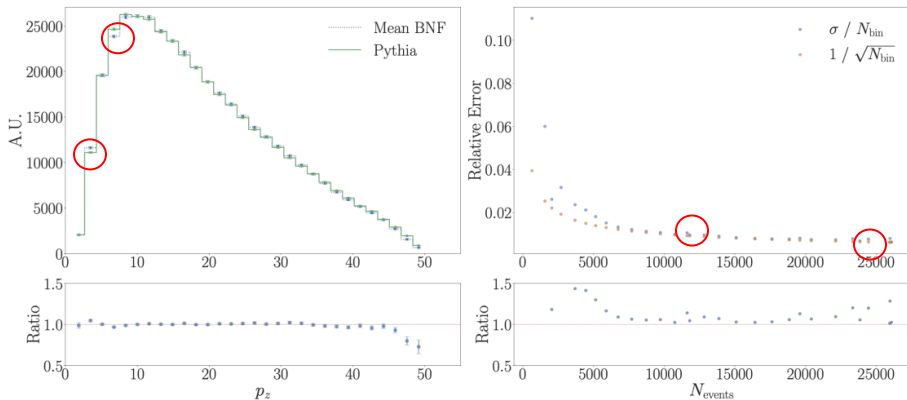 25000
20000
15000
10000
5000
0
A.U.
Mean BNF
Pythia
1.5
1.0
0.5
Ratio
0 10 20 30 40 50
p_z
0.10
0.08
0.06
0.04
0.02
Relative Error
σ / N_bin
1 / √N_bin
1.5
1.0
0.5
Ratio
0 5000 10000 15000 20000 25000
N_events